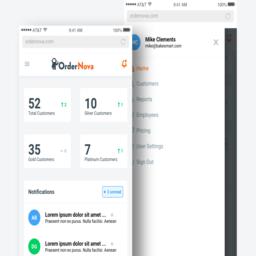 AT&T 9:41 AM 100%
ordernova.com
OrderNova
52
Total Customers
2
10
Silver Customers
1
35
Gold Customers
7
Platinum Customers
Notifications
Lorem ipsum dolor sit amet ...
Praesent non ex purus. Nulla facilisi. Aenean
DG
Lorem ipsum dolor sit amet ...
Praesent non ex purus. Nulla facilisi. Aenean
AT&T 9:41 AM
Mike Clements
mike@bakesmart.com
X
Home
Customers
Reports
Employees
Pricing
User Settings
Sign Out